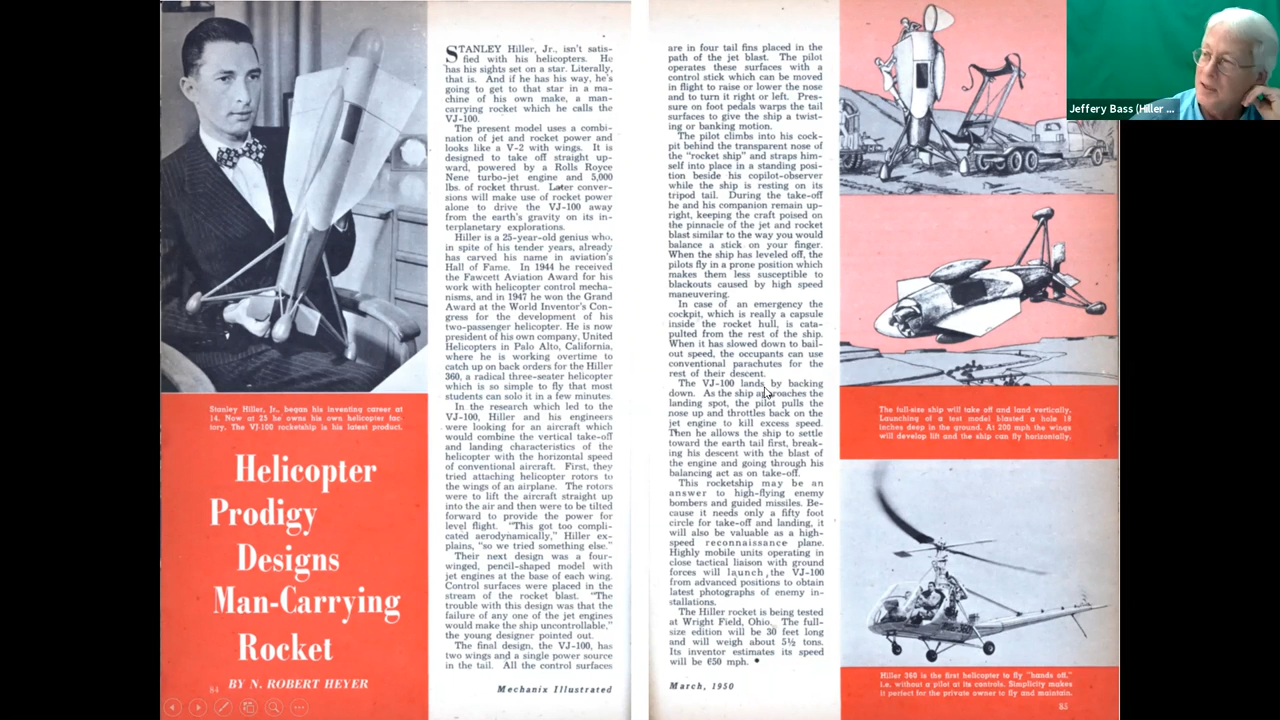 STANLEY Hiller, Jr., isn't satis-
fied with his helicopters. He
has his sights set on a star. Literally,
that is. And if he has his way, he's
going to get to that star in a ma-
chine of his own make, a man-
carrying rocket which he calls the
VJ-100.
The present model uses a combi-
nation of jet and rocket power and
looks like a V-2 with wings. It is
designed to take off straight up-
ward, powered by a Rolls Royce
Nene turbo-jet engine and 5,000
lbs. of rocket thrust. Later conver-
sions will make use of rocket power
alone to drive the VJ-100 away
from the earth's gravity on its in-
terplanetary explorations.
Hiller is a 25-year-old genius who,
in spite of his tender years, already
has carved his name in aviation's
Hall of Fame. In 1944 he received
the Fawcett Aviation Award for his
work with helicopter control mecha-
nisms, and in 1947 he won the Grand
Award at the World Inventor's Con-
gress for the development of his
two-passenger helicopter. He is now
president of his own company, United
Helicopters in Palo Alto, California,
where he is working overtime to
catch up on back orders for the Hiller
360, a radical three-seater helicopter
which is so simple to fly that most
students can solo it in a few minutes.
In the research which led to the
VJ-100, Hiller and his engineers
were looking for an aircraft which
would combine the vertical take-off
and landing characteristics of the
helicopter with the horizontal speed
of conventional aircraft. First, they
tried attaching helicopter rotors to
the wings of an airplane. The rotors
were to lift the aircraft straight up
into the air and then were to be tilted
forward to provide the power for
level flight. "This got too compli-
cated aerodynamically," Hiller ex-
plains, "so we tried something else."
Their next design was a four-
winged, pencil-shaped model with
jet engines at the base of each wing.
Control surfaces were placed in the
stream of the rocket blast. "The
trouble with this design was that the
failure of any one of the jet engines
would make the ship uncontrollable,"
the young designer pointed out.
The final design, the VJ-100, has
two wings and a single power source
in the tail. All the control surfaces
Mechanix Illustrated
Stanley Hiller, Jr., began his inventing career at
14. Now at 25 he owns his own helicopter fac-
tory. The VJ-100 rocketship is his latest product.
Helicopter
Prodigy
Designs
Man-Carrying
Rocket
BY N. ROBERT HEYER
84
are in four tail fins placed in the
path of the jet blast. The pilot
operates these surfaces with a
control stick which can be moved
in flight to raise or lower the nose
and to turn it right or left. Pres-
sure on foot pedals warps the tail
surfaces to give the ship a twist-
ing or banking motion.
The pilot climbs into his cock-
pit behind the transparent nose of
the "rocket ship" and straps him-
self into place in a standing posi-
tion beside his copilot-observer
while the ship is resting on its
tripod tail. During the take-off
he and his companion remain up-
right, keeping the craft poised on
the pinnacle of the jet and rocket
blast similar to the way you would
balance a stick on your finger.
When the ship has leveled off, the
pilots fly in a prone position which
makes them less susceptible to
blackouts caused by high speed
maneuvering.
In case of an emergency the
cockpit, which is really a capsule
inside the rocket hull, is cata-
pulted from the rest of the ship.
When it has slowed down to bail-
out speed, the occupants can use
conventional parachutes for the
rest of their descent.
The VJ-100 lands by backing
down. As the ship approaches the
landing spot, the pilot pulls the
nose up and throttles back on the
jet engine to kill excess speed.
Then he allows the ship to settle
toward the earth tail first, break-
ing his descent with the blast of
the engine and going through his
balancing act as on take-off.
This rocketship may be an
answer to high-flying enemy
bombers and guided missiles. Be-
cause it needs only a fifty foot
circle for take-off and landing, it
will also be valuable as a high-
speed reconnaissance plane.
Highly mobile units operating in
close tactical liaison with ground
forces will launch the VJ-100
from advanced positions to obtain
latest photographs of enemy in-
stallations.
The Hiller rocket is being tested
at Wright Field, Ohio. The full-
size edition will be 30 feet long
and will weigh about 5½ tons.
Its inventor estimates its speed
will be 650 mph. •
March, 1950
The full-size ship will take off and land vertically.
Launching of a test model blasted a hole 18
inches deep in the ground. At 200 mph the wings
will develop lift and the ship can fly horizontally.
Hiller 360 is the first helicopter to fly "hands off,"
i.e. without a pilot at its controls. Simplicity makes
it perfect for the private owner to fly and maintain.
85
Jeffery Bass (Hiller ...